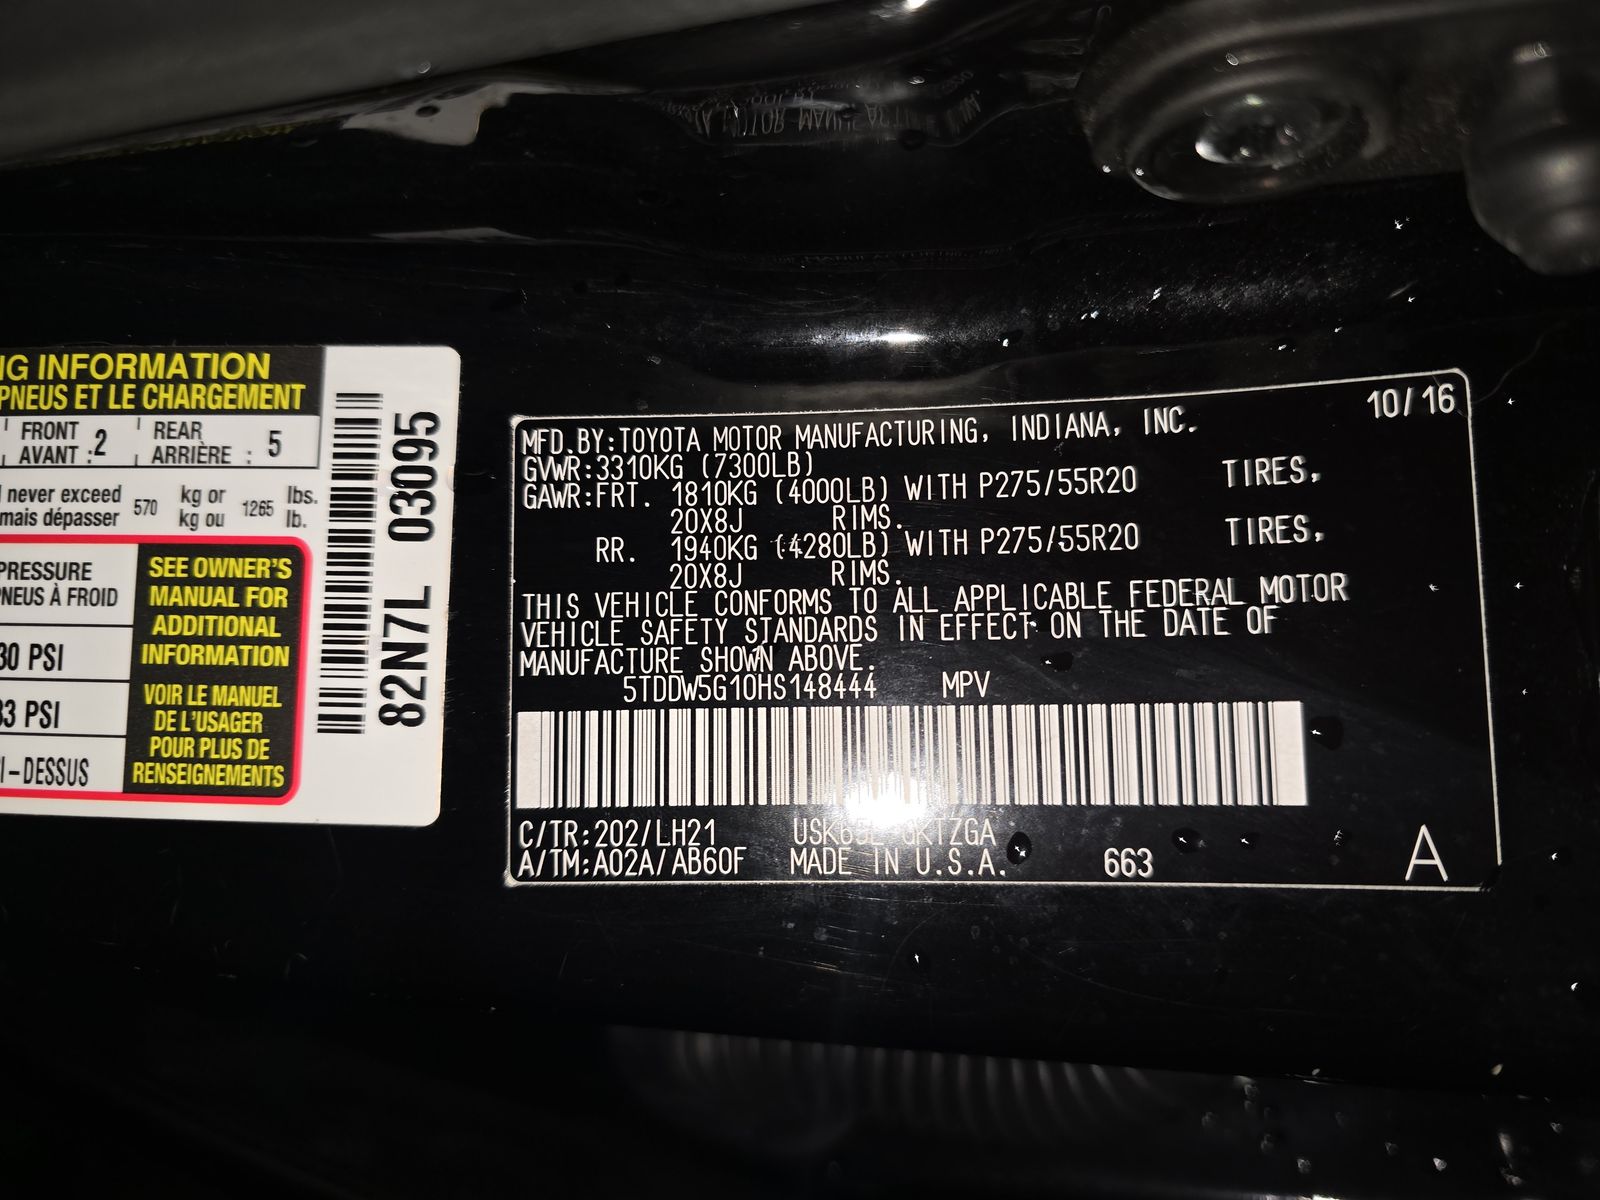 NG INFORMATION
PNEUS ET LE CHARGEMENT
FRONT
AVANT : 2
REAR
ARRIÈRE : 5
never exceed
mais dépasser
570
kg or
kg ou
1265
lbs.
lb.
PRESSURE
PNEUS À FROID
30 PSI
33 PSI
I-DESSUS
SEE OWNER'S
MANUAL FOR
ADDITIONAL
INFORMATION
VOIR LE MANUEL
DE L'USAGER
POUR PLUS DE
RENSEIGNEMENTS
82N7L 03095
10/16
MFD.BY:TOYOTA MOTOR MANUFACTURING, INDIANA, INC.
GVWR:3310KG (7300LB)
GAWR:FRT. 1810KG (4000LB) WITH P275/55R20 TIRES,
20X8J RIMS.
RR. 1940KG (4280LB) WITH P275/55R20 TIRES,
20X8J RIMS.
THIS VEHICLE CONFORMS TO ALL APPLICABLE FEDERAL MOTOR
VEHICLE SAFETY STANDARDS IN EFFECT ON THE DATE OF
MANUFACTURE SHOWN ABOVE.
5TDDW5G10HS148444 MPV
C/TR:202/LH21 USK65L GKTZGA
A/TM:A02A/AB60F MADE IN U.S.A. 663 A